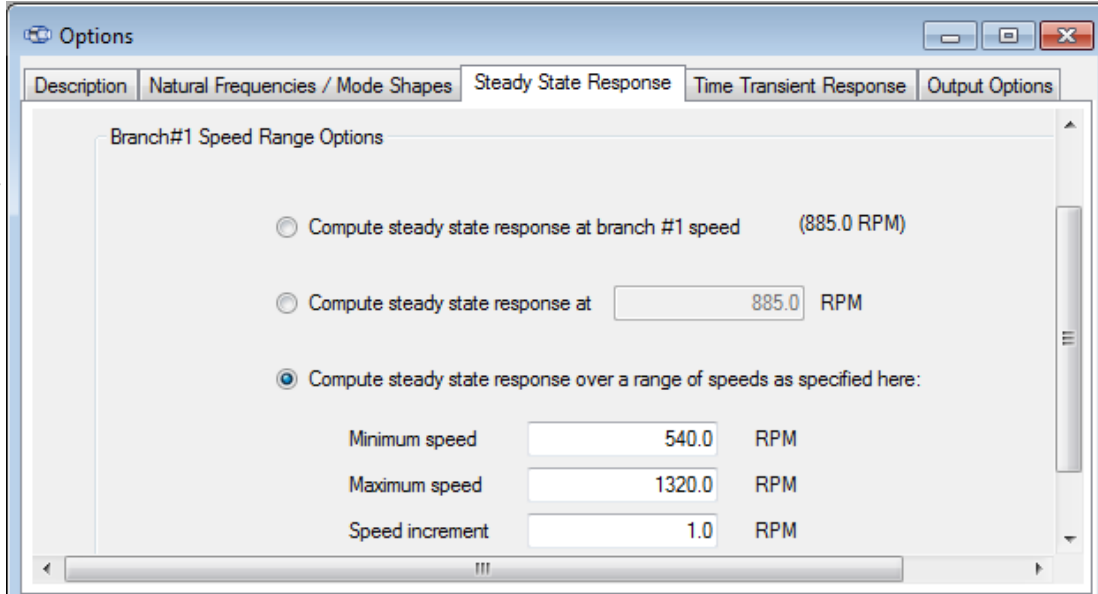 Options
Description Natural Frequencies / Mode Shapes Steady State Response Time Transient Response Output Options
Branch#1 Speed Range Options
Compute steady state response at branch #1 speed (885.0 RPM)
Compute steady state response at 885.0 RPM
Compute steady state response over a range of speeds as specified here:
Minimum speed 540.0 RPM
Maximum speed 1320.0 RPM
Speed increment 1.0 RPM